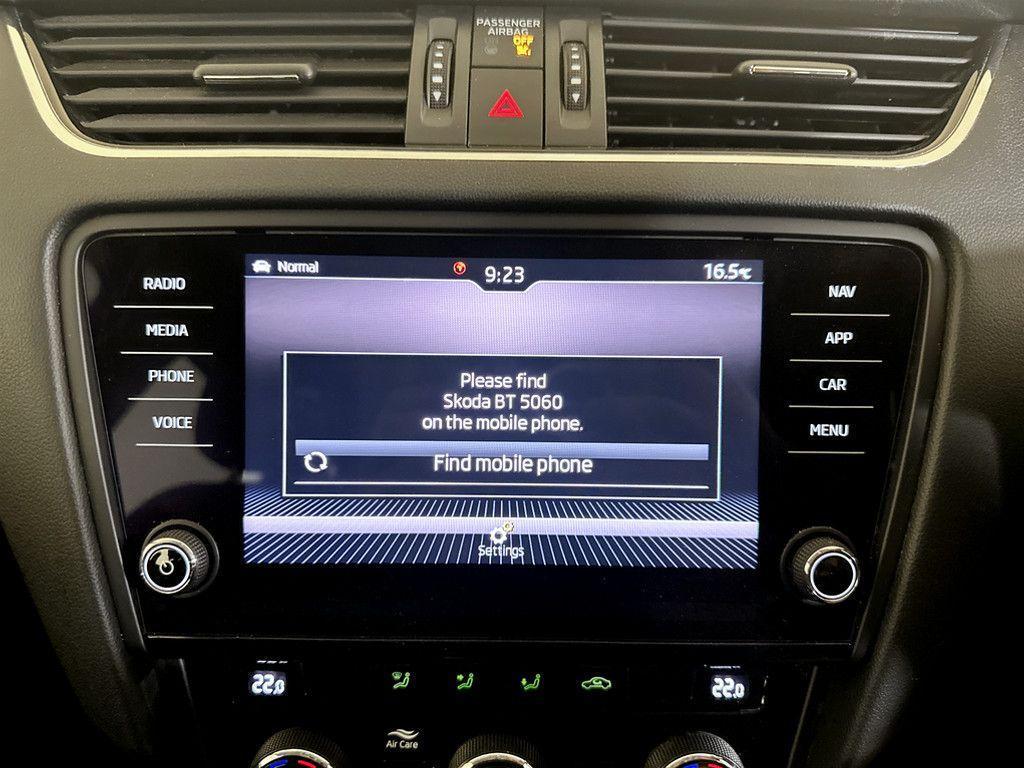 PASSENGER
AIRBAG
ON
OFF
Normal
9:23
16.5°C
RADIO
MEDIA
PHONE
VOICE
NAV
APP
CAR
MENU
Please find
Skoda BT 5060
on the mobile phone.
Find mobile phone
Settings
22.0
22.0
Air Care